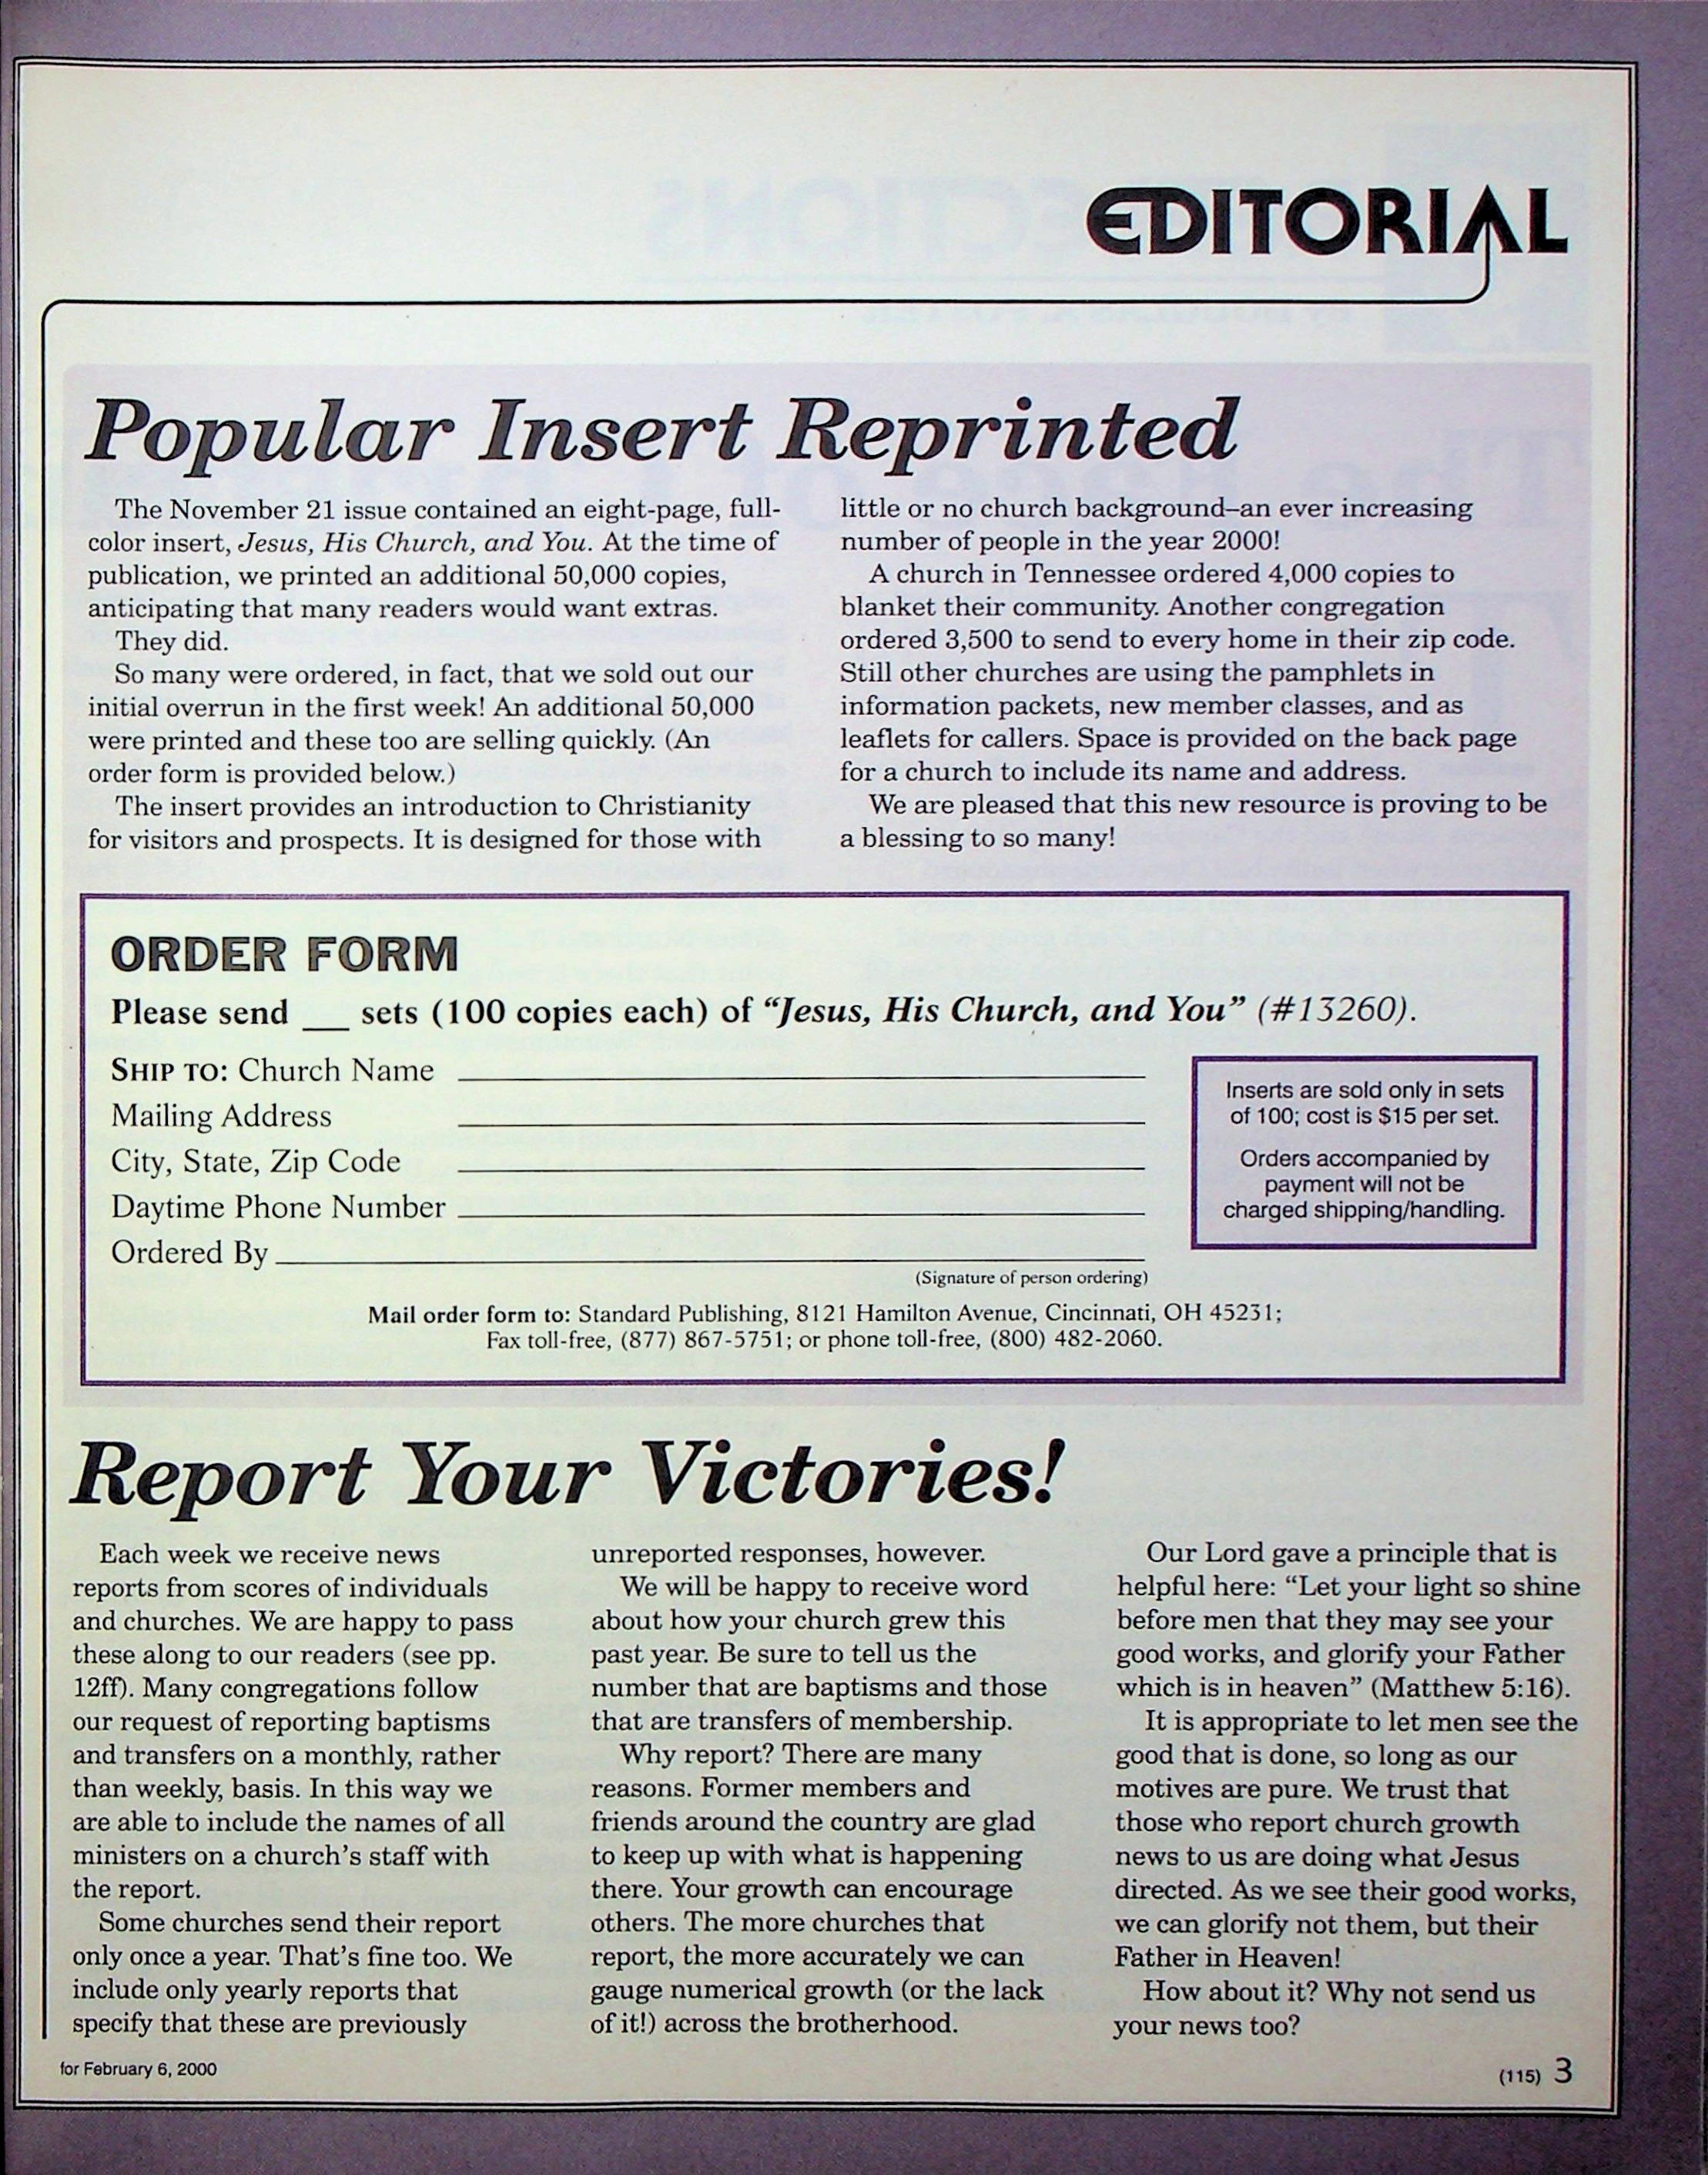 EDITORIAL
Popular Insert Reprinted
The November 21 issue contained an eight-page, full-
color insert, Jesus, His Church, and You. At the time of
publication, we printed an additional 50,000 copies,
anticipating that many readers would want extras.
They did.
So many were ordered, in fact, that we sold out our
initial overrun in the first week! An additional 50,000
were printed and these too are selling quickly. (An
order form is provided below.)
The insert provides an introduction to Christianity
for visitors and prospects. It is designed for those with
little or no church background–an ever increasing
number of people in the year 2000!
A church in Tennessee ordered 4,000 copies to
blanket their community. Another congregation
ordered 3,500 to send to every home in their zip code.
Still other churches are using the pamphlets in
information packets, new member classes, and as
leaflets for callers. Space is provided on the back page
for a church to include its name and address.
We are pleased that this new resource is proving to be
a blessing to so many!
ORDER FORM
Please send __ sets (100 copies each) of “Jesus, His Church, and You” (#13260).
SHIP TO: Church Name
Mailing Address
City, State, Zip Code
Daytime Phone Number
Ordered By
(Signature of person ordering)
Inserts are sold only in sets
of 100; cost is $15 per set.
Orders accompanied by
payment will not be
charged shipping/handling.
Mail order form to: Standard Publishing, 8121 Hamilton Avenue, Cincinnati, OH 45231;
Fax toll-free, (877) 867-5751; or phone toll-free, (800) 482-2060.
Report Your Victories!
Each week we receive news
reports from scores of individuals
and churches. We are happy to pass
these along to our readers (see pp.
12ff). Many congregations follow
our request of reporting baptisms
and transfers on a monthly, rather
than weekly, basis. In this way we
are able to include the names of all
ministers on a church’s staff with
the report.
Some churches send their report
only once a year. That’s fine too. We
include only yearly reports that
specify that these are previously
unreported responses, however.
We will be happy to receive word
about how your church grew this
past year. Be sure to tell us the
number that are baptisms and those
that are transfers of membership.
Why report? There are many
reasons. Former members and
friends around the country are glad
to keep up with what is happening
there. Your growth can encourage
others. The more churches that
report, the more accurately we can
gauge numerical growth (or the lack
of it!) across the brotherhood.
Our Lord gave a principle that is
helpful here: “Let your light so shine
before men that they may see your
good works, and glorify your Father
which is in heaven” (Matthew 5:16).
It is appropriate to let men see the
good that is done, so long as our
motives are pure. We trust that
those who report church growth
news to us are doing what Jesus
directed. As we see their good works,
we can glorify not them, but their
Father in Heaven!
How about it? Why not send us
your news too?
for February 6, 2000
(115) 3